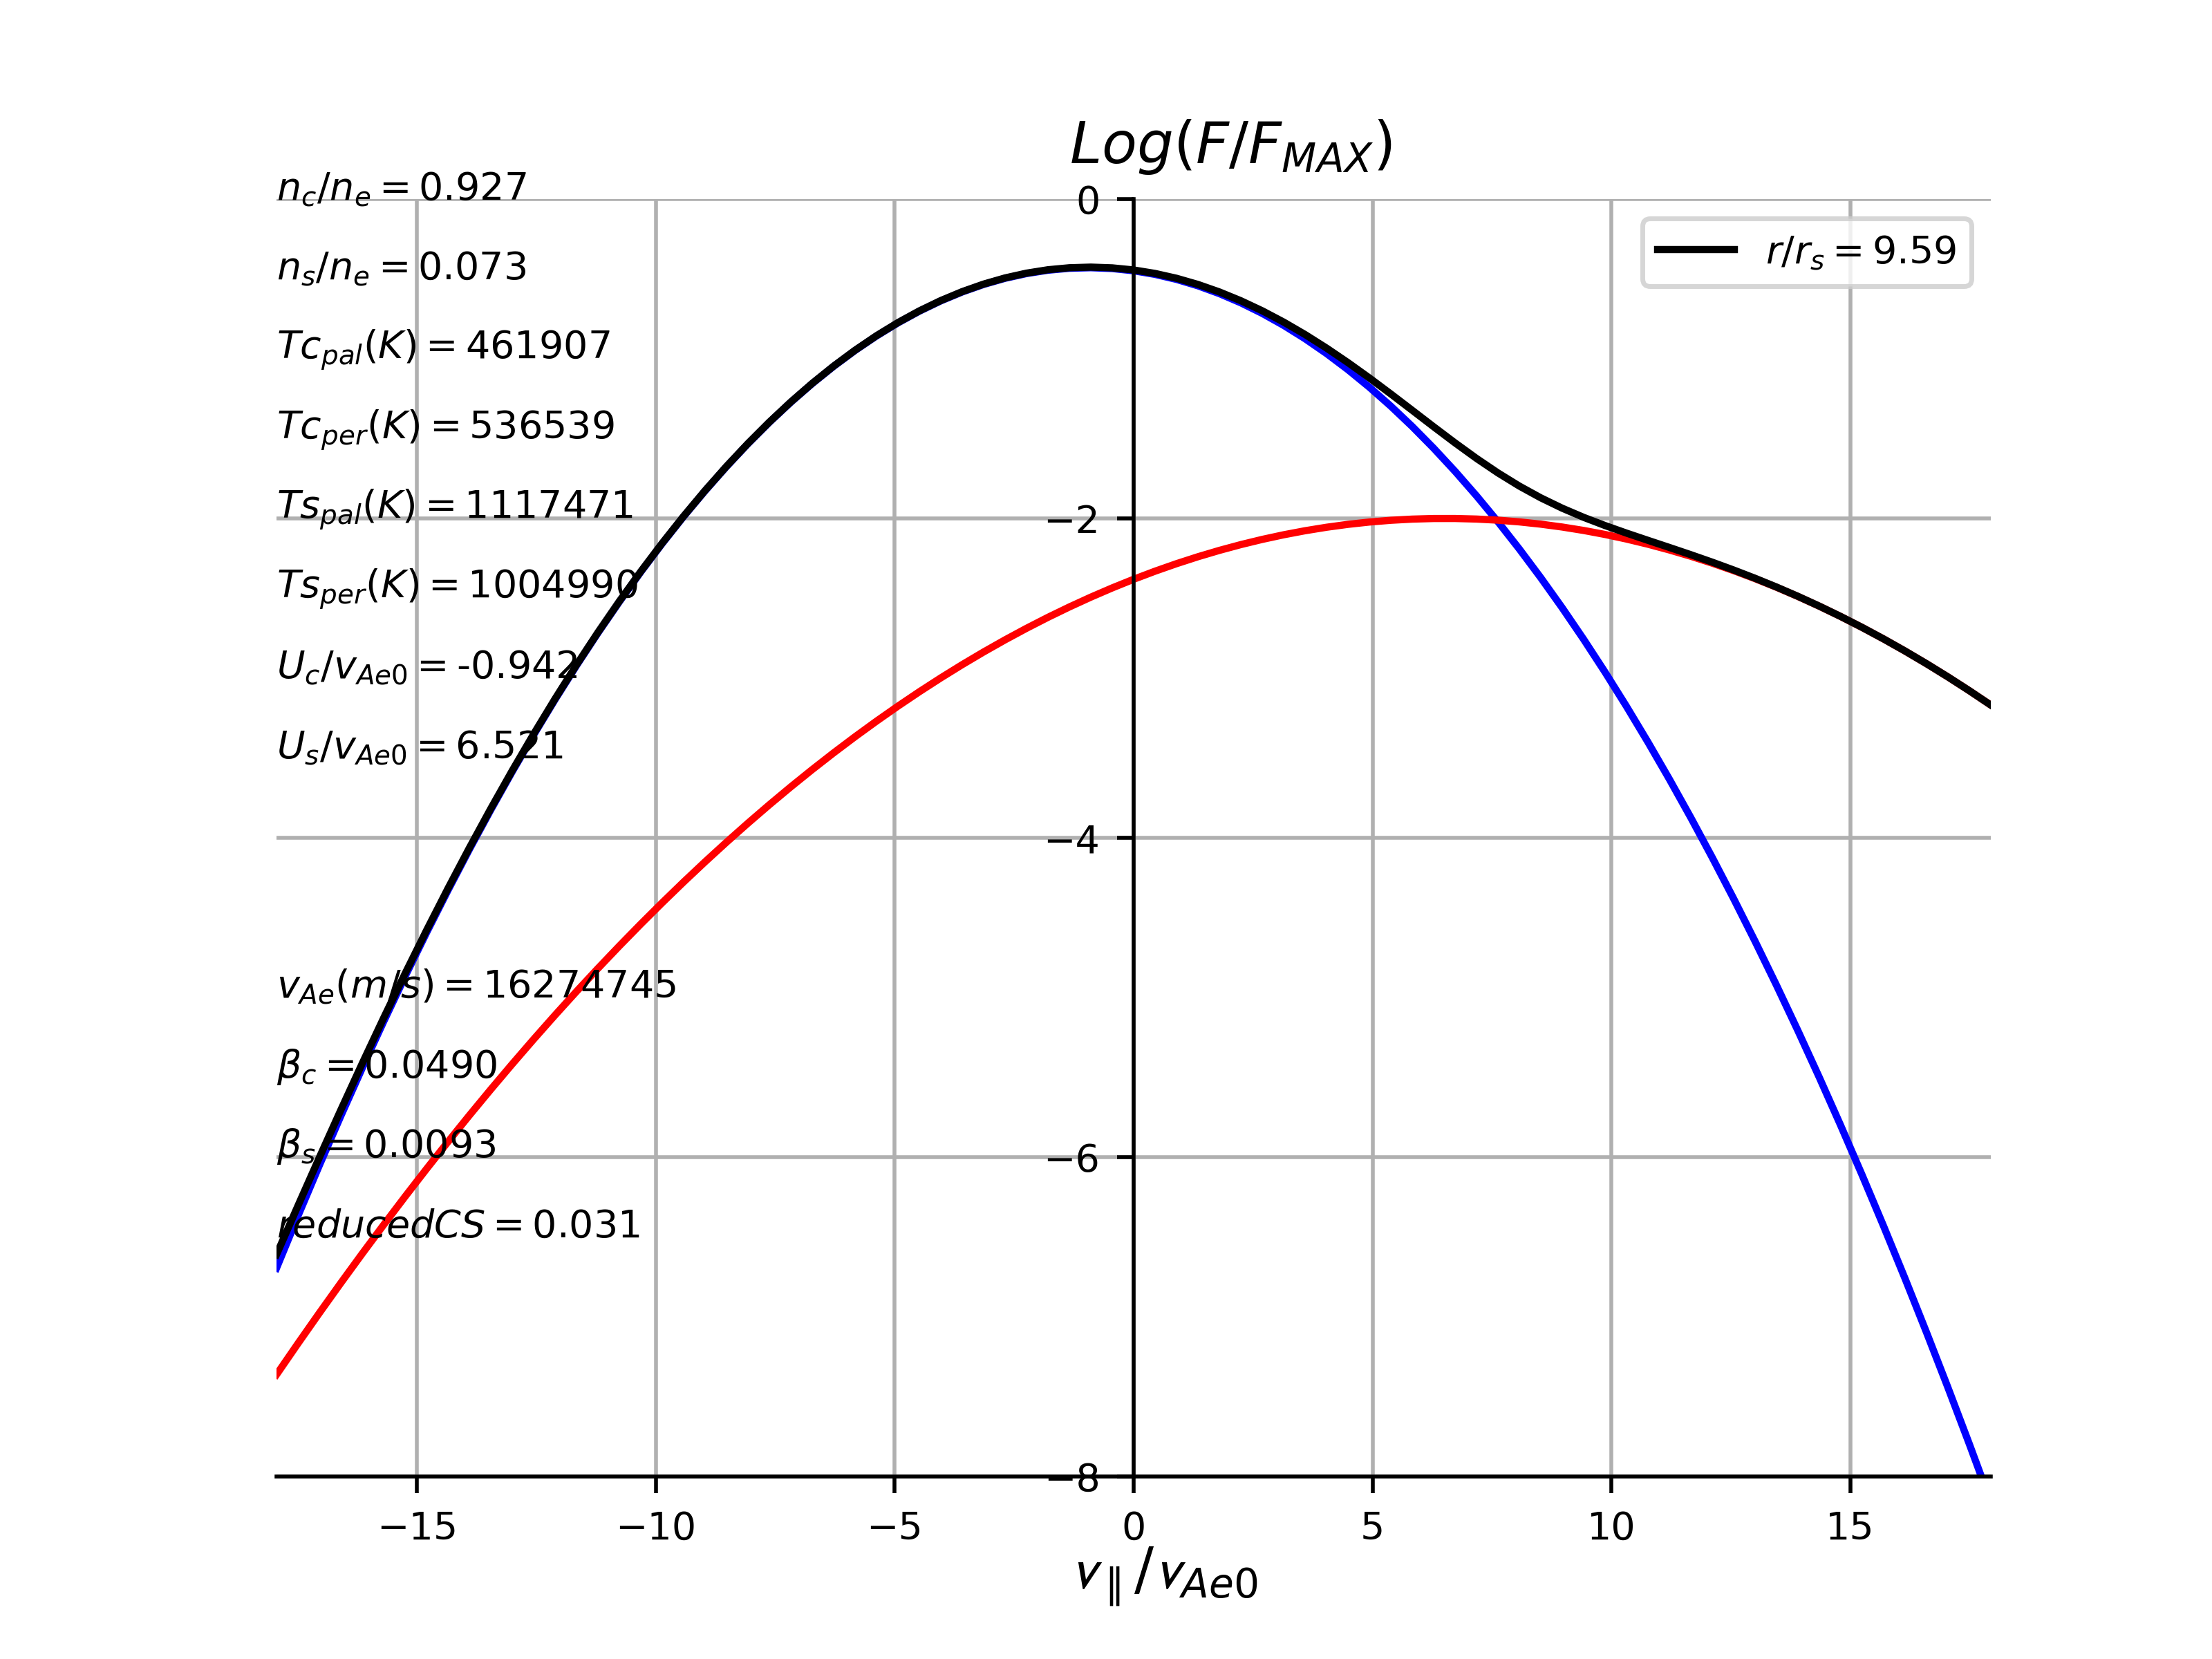 Log(F/F_MAX)
n_c/n_e = 0.927
n_s/n_e = 0.073
Tc_pal(K) = 461907
Tc_per(K) = 536539
Ts_pal(K) = 1117471
Ts_per(K) = 1004990
U_c/v_Ae0 = -0.942
U_s/v_Ae0 = 6.521
v_Ae(m/s) = 16274745
β_c = 0.0490
β_s = 0.0093
reducedCS = 0.031
r/r_s = 9.59
0
−2
−4
−6
−8
−15 −10 −5 0 5 10 15
v_∥/v_Ae0